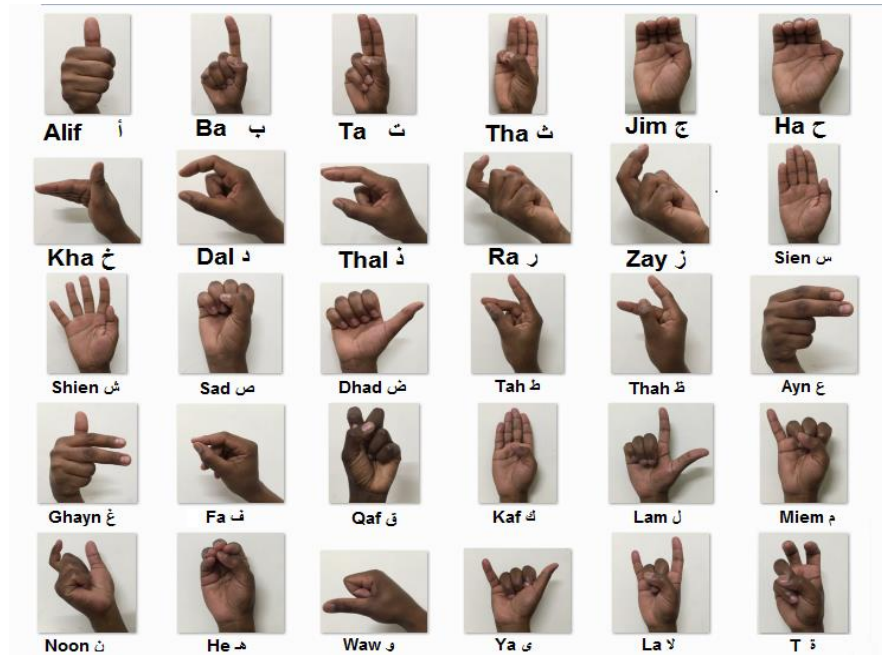 Alif أ Ba ب Ta ت Tha ث Jim ج Ha ح
Kha خ Dal د Thal ذ Ra ر Zay ز Sien س
Shien ش Sad ص Dhad ض Tah ط Thah ظ Ayn ع
Ghayn غ Fa ف Qaf ق Kaf ك Lam ل Miem م
Noon ن He هـ Waw و Ya ى La لا T ة